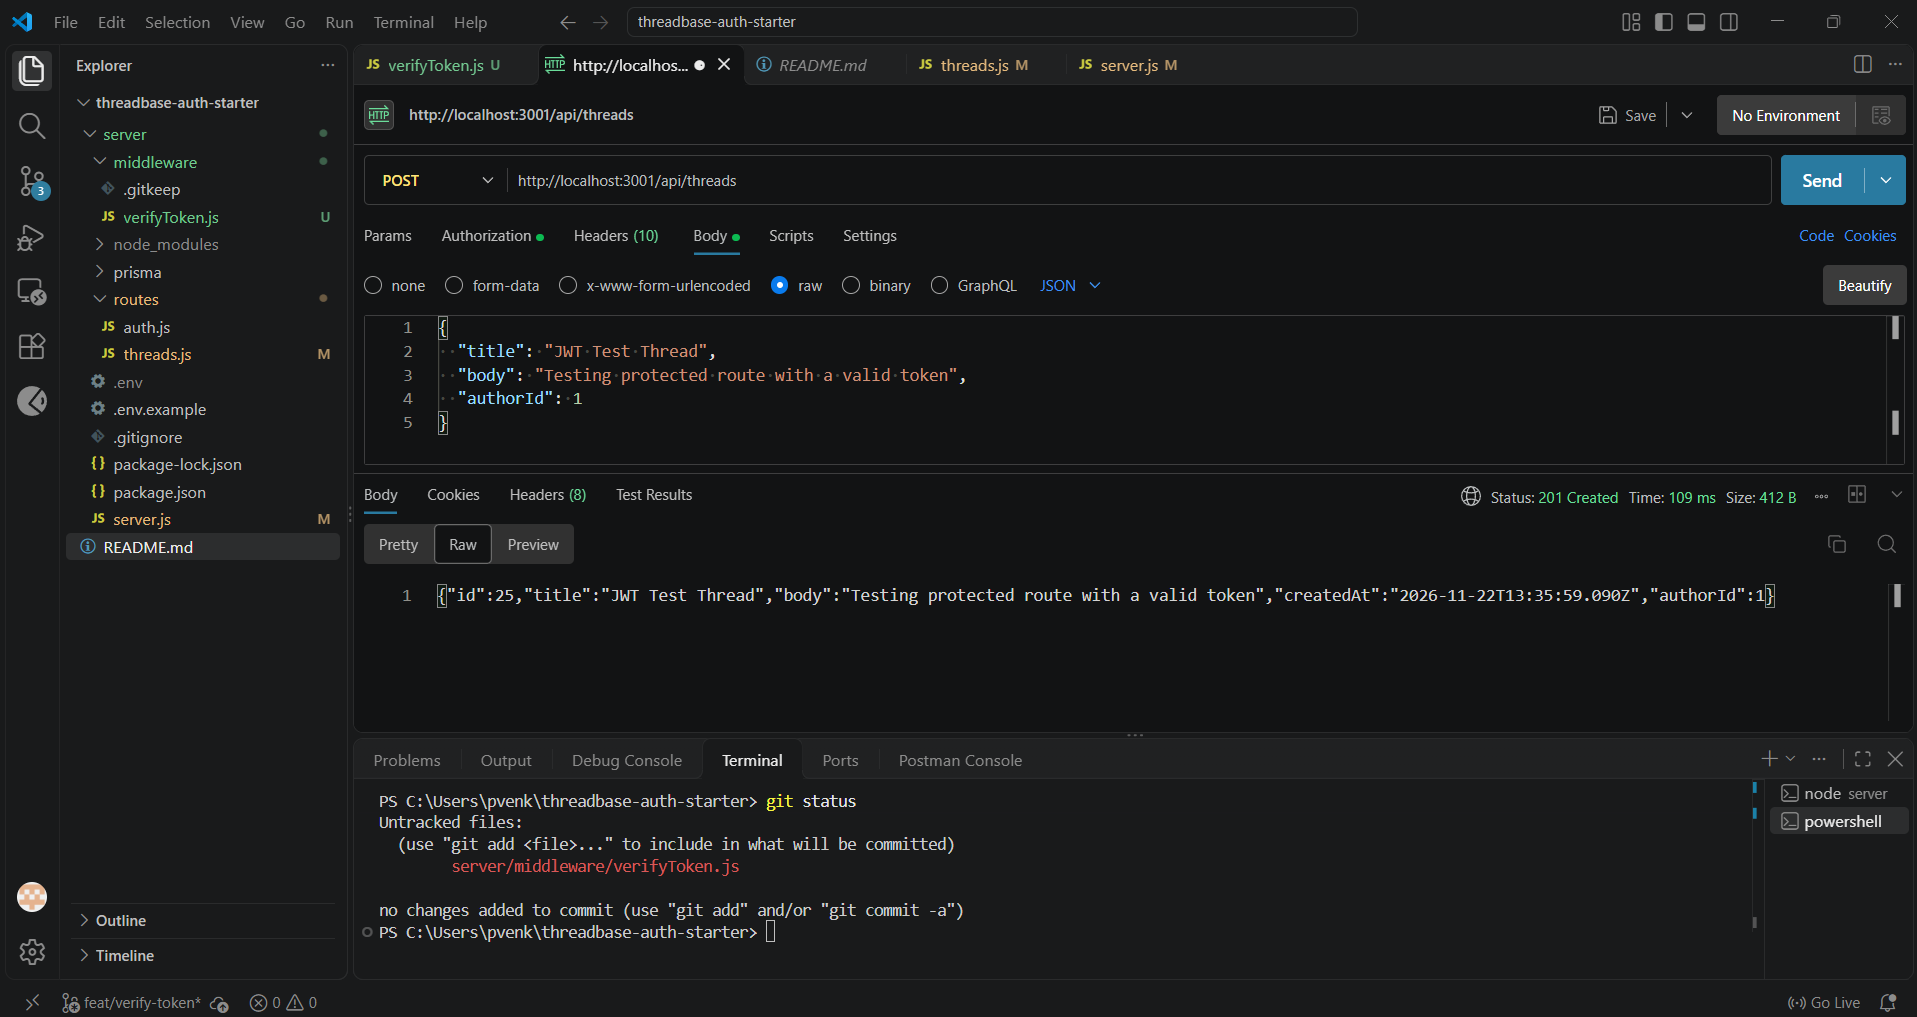 File Edit Selection View Go Run Terminal Help
threadbase-auth-starter
Explorer
threadbase-auth-starter
server
middleware
.gitkeep
JS verifyToken.js U
node_modules
prisma
routes
JS auth.js
JS threads.js M
.env
.env.example
.gitignore
{} package-lock.json
{} package.json
JS server.js M
README.md
Outline
Timeline
3
JS verifyToken.js U
HTTP http://localhos...
README.md
JS threads.js M
JS server.js M
HTTP http://localhost:3001/api/threads
Save
No Environment
POST http://localhost:3001/api/threads
Send
Params Authorization Headers (10) Body Scripts Settings
Code Cookies
none form-data x-www-form-urlencoded raw binary GraphQL JSON
Beautify
1 {
2 ··"title":·"JWT·Test·Thread",
3 ··"body":·"Testing·protected·route·with·a·valid·token",
4 ··"authorId":·1
5 }
Body Cookies Headers (8) Test Results
Status: 201 Created Time: 109 ms Size: 412 B
Pretty Raw Preview
1 {"id":25,"title":"JWT Test Thread","body":"Testing protected route with a valid token","createdAt":"2026-11-22T13:35:59.090Z","authorId":1}
Problems Output Debug Console Terminal Ports Postman Console
PS C:\Users\pvenk\threadbase-auth-starter> git status
Untracked files:
(use "git add <file>..." to include in what will be committed)
server/middleware/verifyToken.js
no changes added to commit (use "git add" and/or "git commit -a")
PS C:\Users\pvenk\threadbase-auth-starter>
node server
powershell
feat/verify-token* 0 0
Go Live